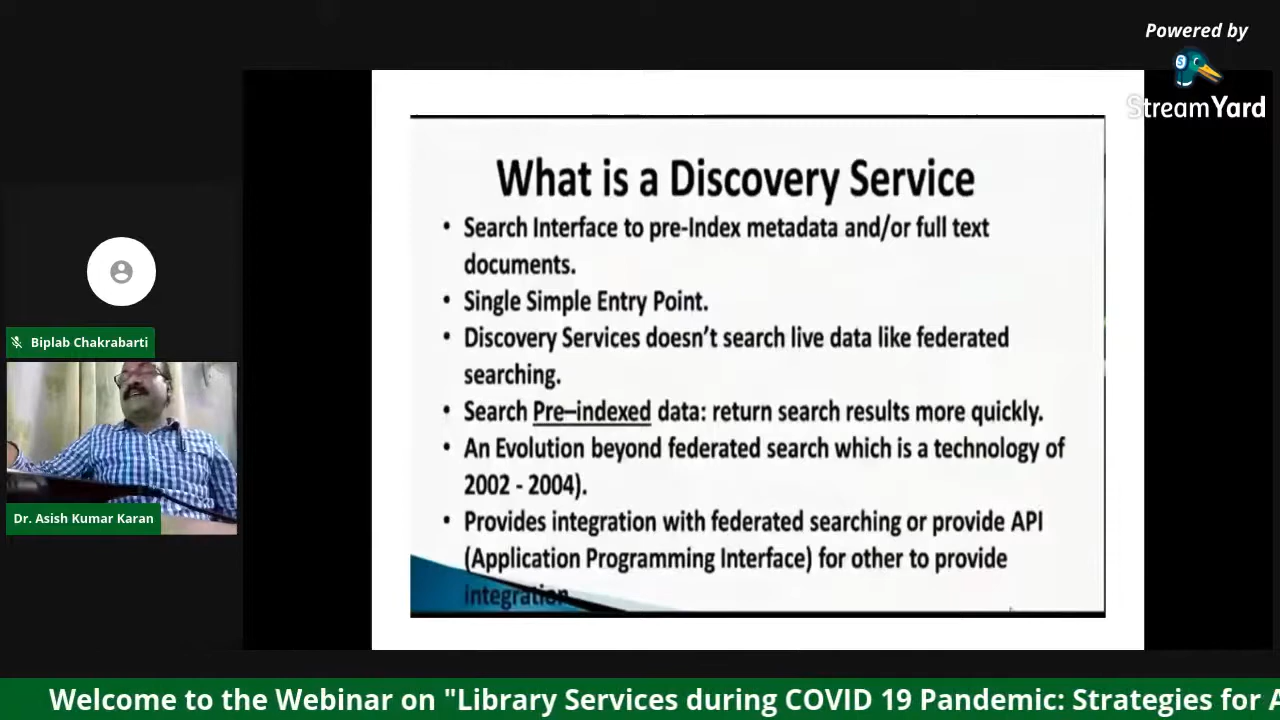 Powered by
StreamYard
What is a Discovery Service
• Search Interface to pre-Index metadata and/or full text
documents.
• Single Simple Entry Point.
• Discovery Services doesn't search live data like federated
searching.
• Search Pre–indexed data: return search results more quickly.
• An Evolution beyond federated search which is a technology of
2002 - 2004).
• Provides integration with federated searching or provide API
(Application Programming Interface) for other to provide
integration
Biplab Chakrabarti
Dr. Asish Kumar Karan
Welcome to the Webinar on "Library Services during COVID 19 Pandemic: Strategies for A